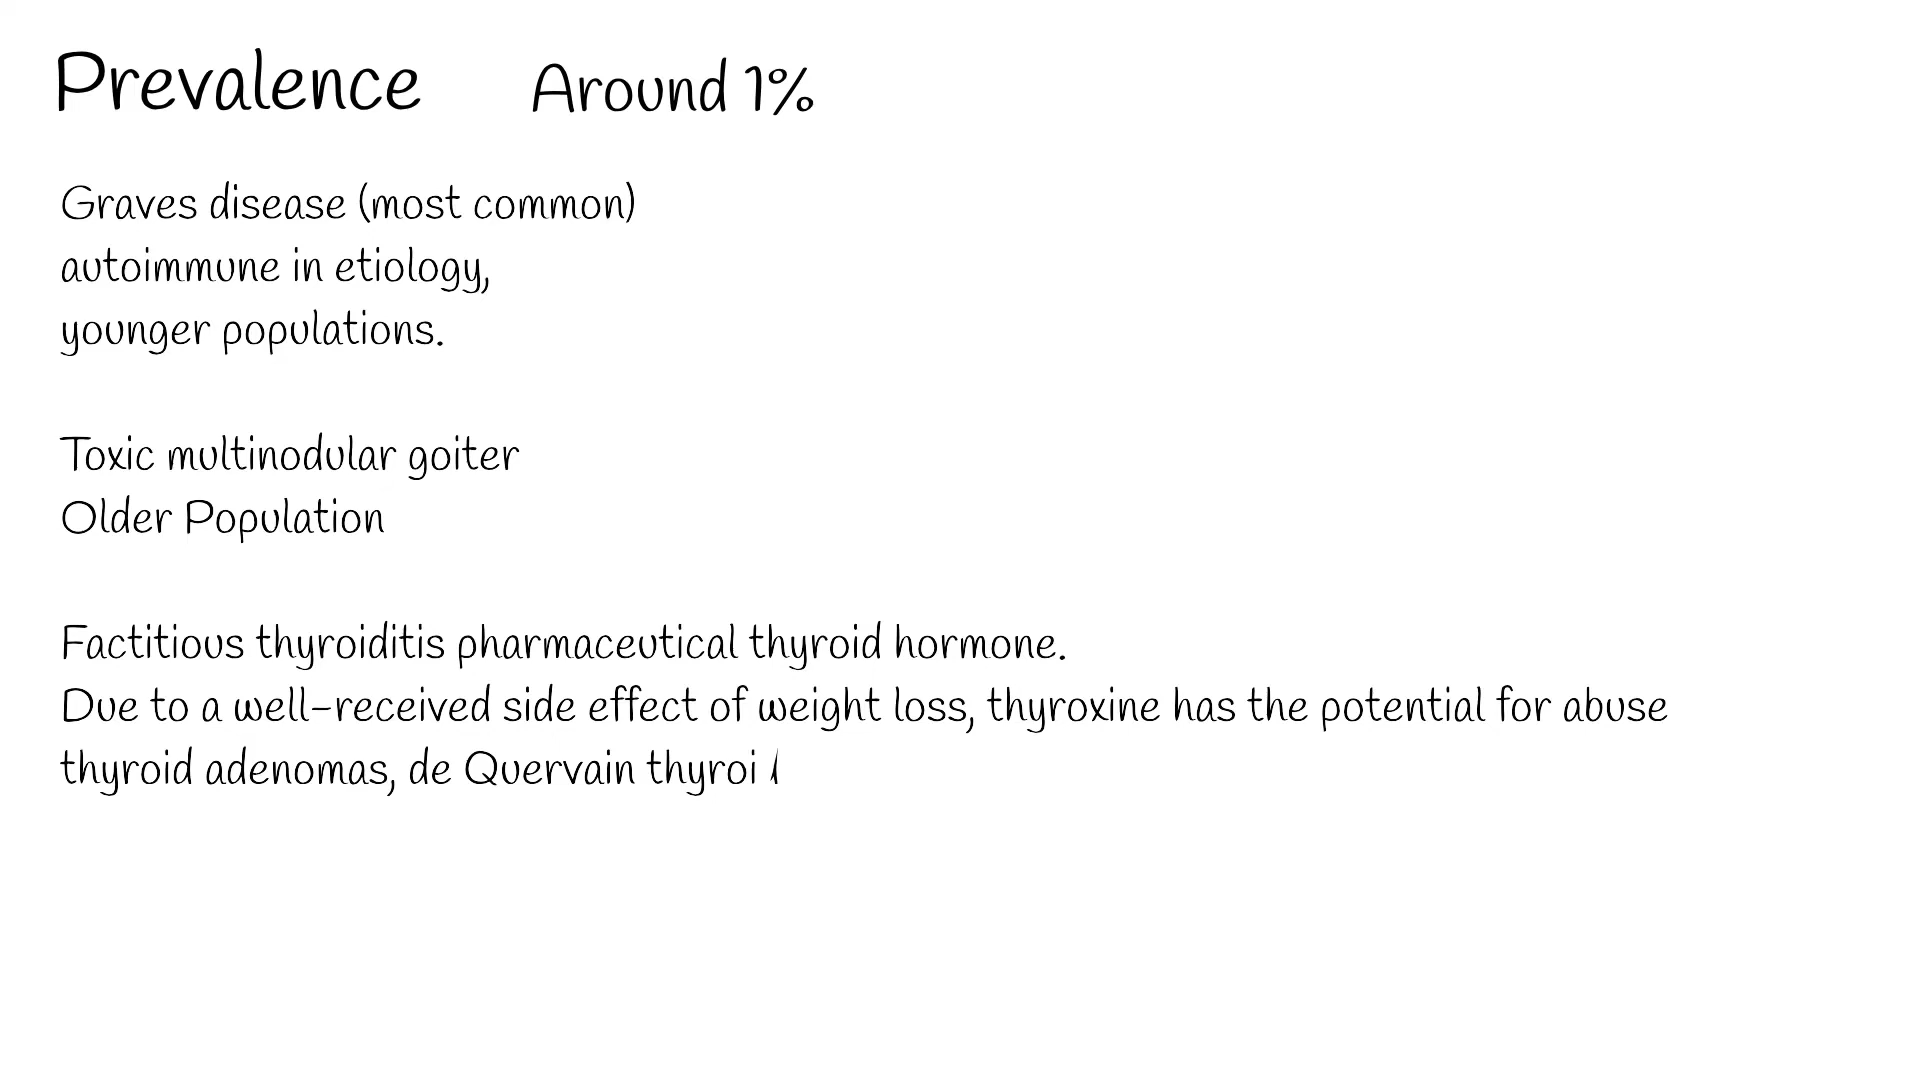 Prevalence Around 1%
Graves disease (most common)
autoimmune in etiology,
younger populations.
Toxic multinodular goiter
Older Population
Factitious thyroiditis pharmaceutical thyroid hormone.
Due to a well-received side effect of weight loss, thyroxine has the potential for abuse
thyroid adenomas, de Quervain thyroi